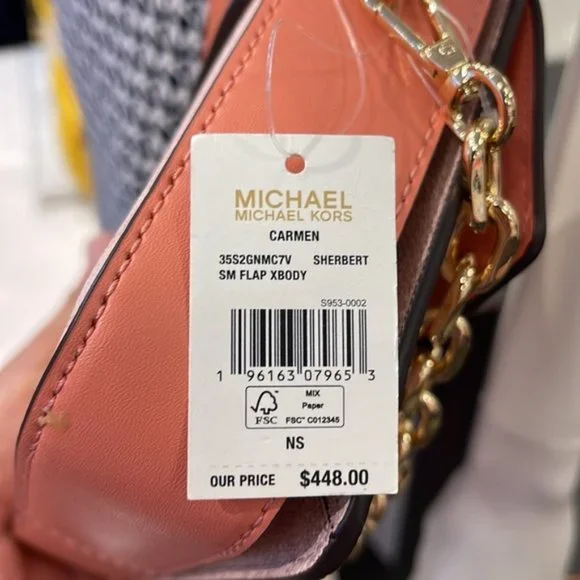 MICHAEL
MICHAEL KORS
CARMEN
35S2GNMC7V SHERBERT
SM FLAP XBODY
S953-0002
1 96163 07965 3
FSC
MIX
Paper
FSC™ C012345
NS
OUR PRICE $448.00